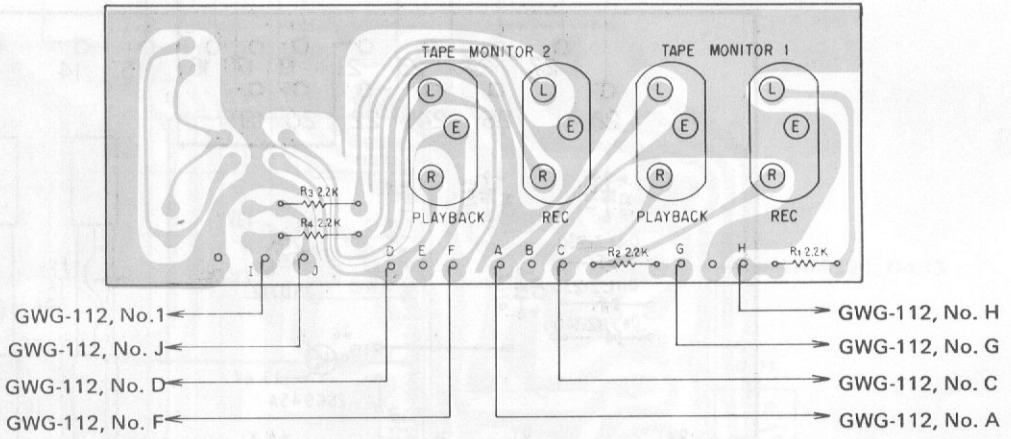 TAPE MONITOR 2 TAPE MONITOR 1
L L L L
E E E E
R R R R
R3 2.2K
PLAYBACK REC PLAYBACK REC
R4 2.2K
I J D E F A B C R2 2.2K G H R1 2.2K
GWG-112, No.1 GWG-112, No. H
GWG-112, No. J GWG-112, No. G
GWG-112, No. D GWG-112, No. C
GWG-112, No. F GWG-112, No. A